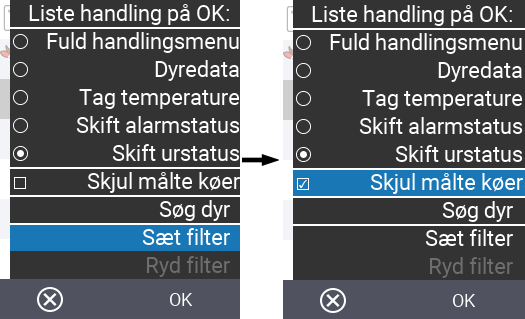 Liste handling på OK:
Fuld handlingsmenu
Dyredata
Tag temperature
Skift alarmstatus
Skift urstatus
Skjul målte køer
Søg dyr
Sæt filter
Ryd filter
OK
Liste handling på OK:
Fuld handlingsmenu
Dyredata
Tag temperature
Skift alarmstatus
Skift urstatus
Skjul målte køer
Søg dyr
Sæt filter
Ryd filter
OK